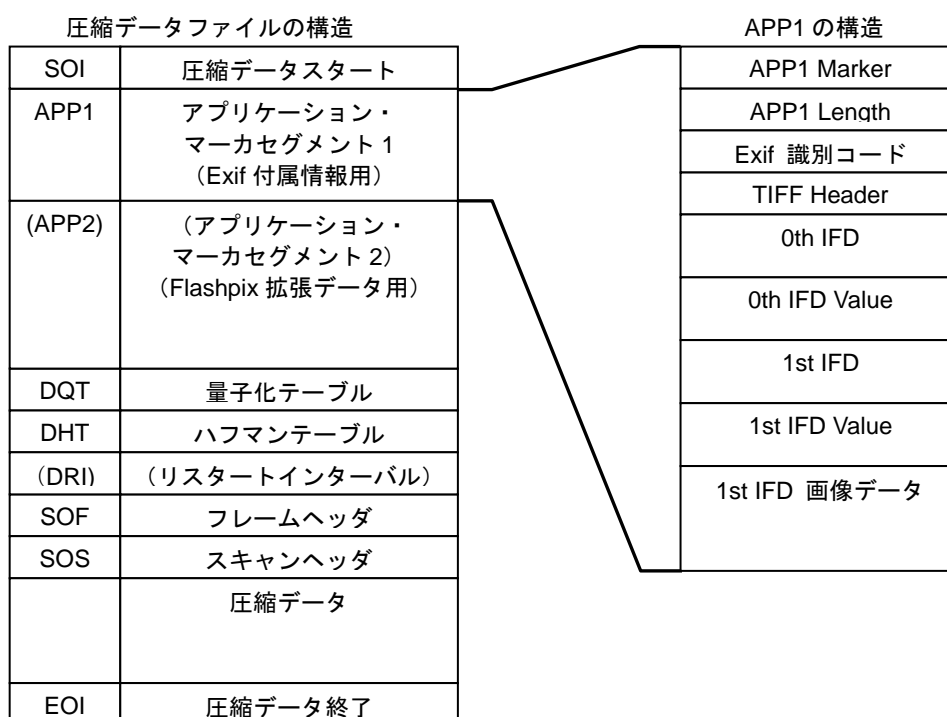 圧縮データファイルの構造
SOI 圧縮データスタート
APP1 アプリケーション・
マーカセグメント 1
（Exif 付属情報用）
(APP2) （アプリケーション・
マーカセグメント 2）
（Flashpix 拡張データ用）
DQT 量子化テーブル
DHT ハフマンテーブル
（DRI） （リスタートインターバル）
SOF フレームヘッダ
SOS スキャンヘッダ
圧縮データ
EOI 圧縮データ終了
APP1 の構造
APP1 Marker
APP1 Length
Exif 識別コード
TIFF Header
0th IFD
0th IFD Value
1st IFD
1st IFD Value
1st IFD 画像データ